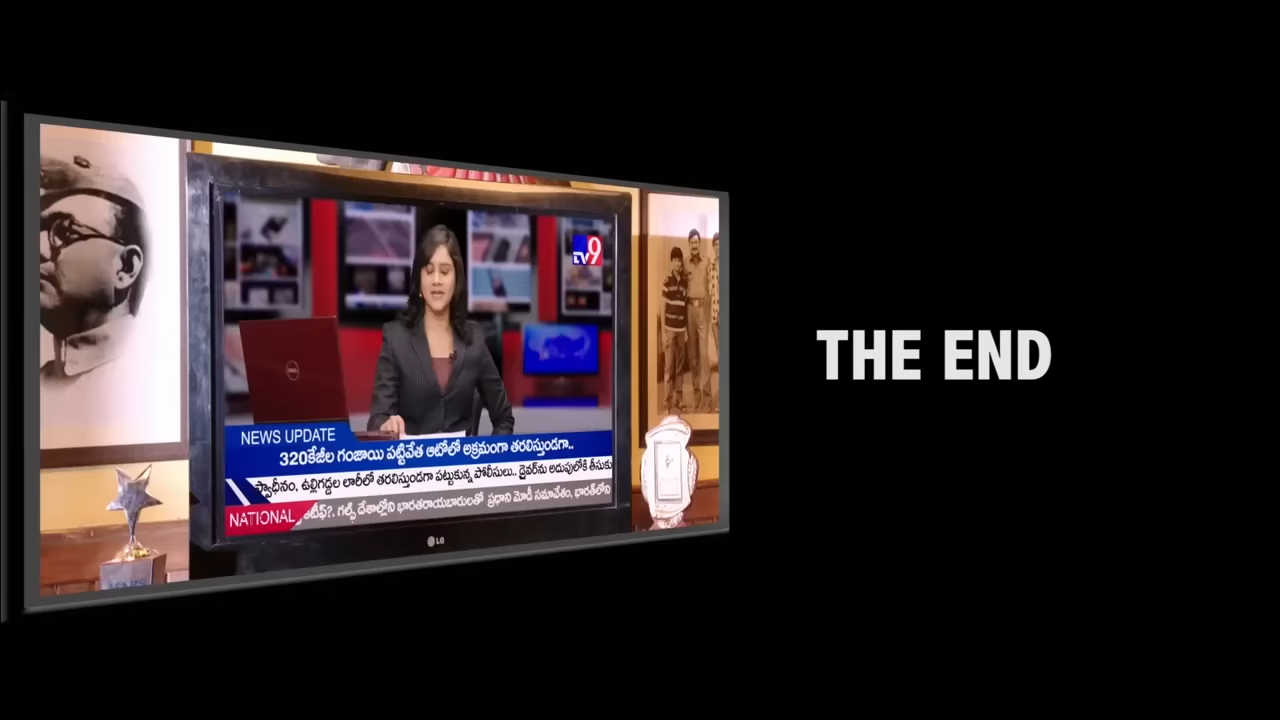 TV9
DELL
NEWS UPDATE
320కేజీల గంజాయి పట్టివేత ఆటోలో అక్రమంగా తరలిస్తుండగా..
స్వాధీనం, ఉల్లిగడ్డల లారీలో తరలిస్తుండగా పట్టుకున్న పోలీసులు.. డ్రైవర్‌ను అదుపులోకి తీసుకు
NATIONAL గల్ఫ్ దేశాల్లోని భారతరాయబారులతో ప్రధాని మోడీ సమావేశం, భారత్‌లోని
LG
THE END